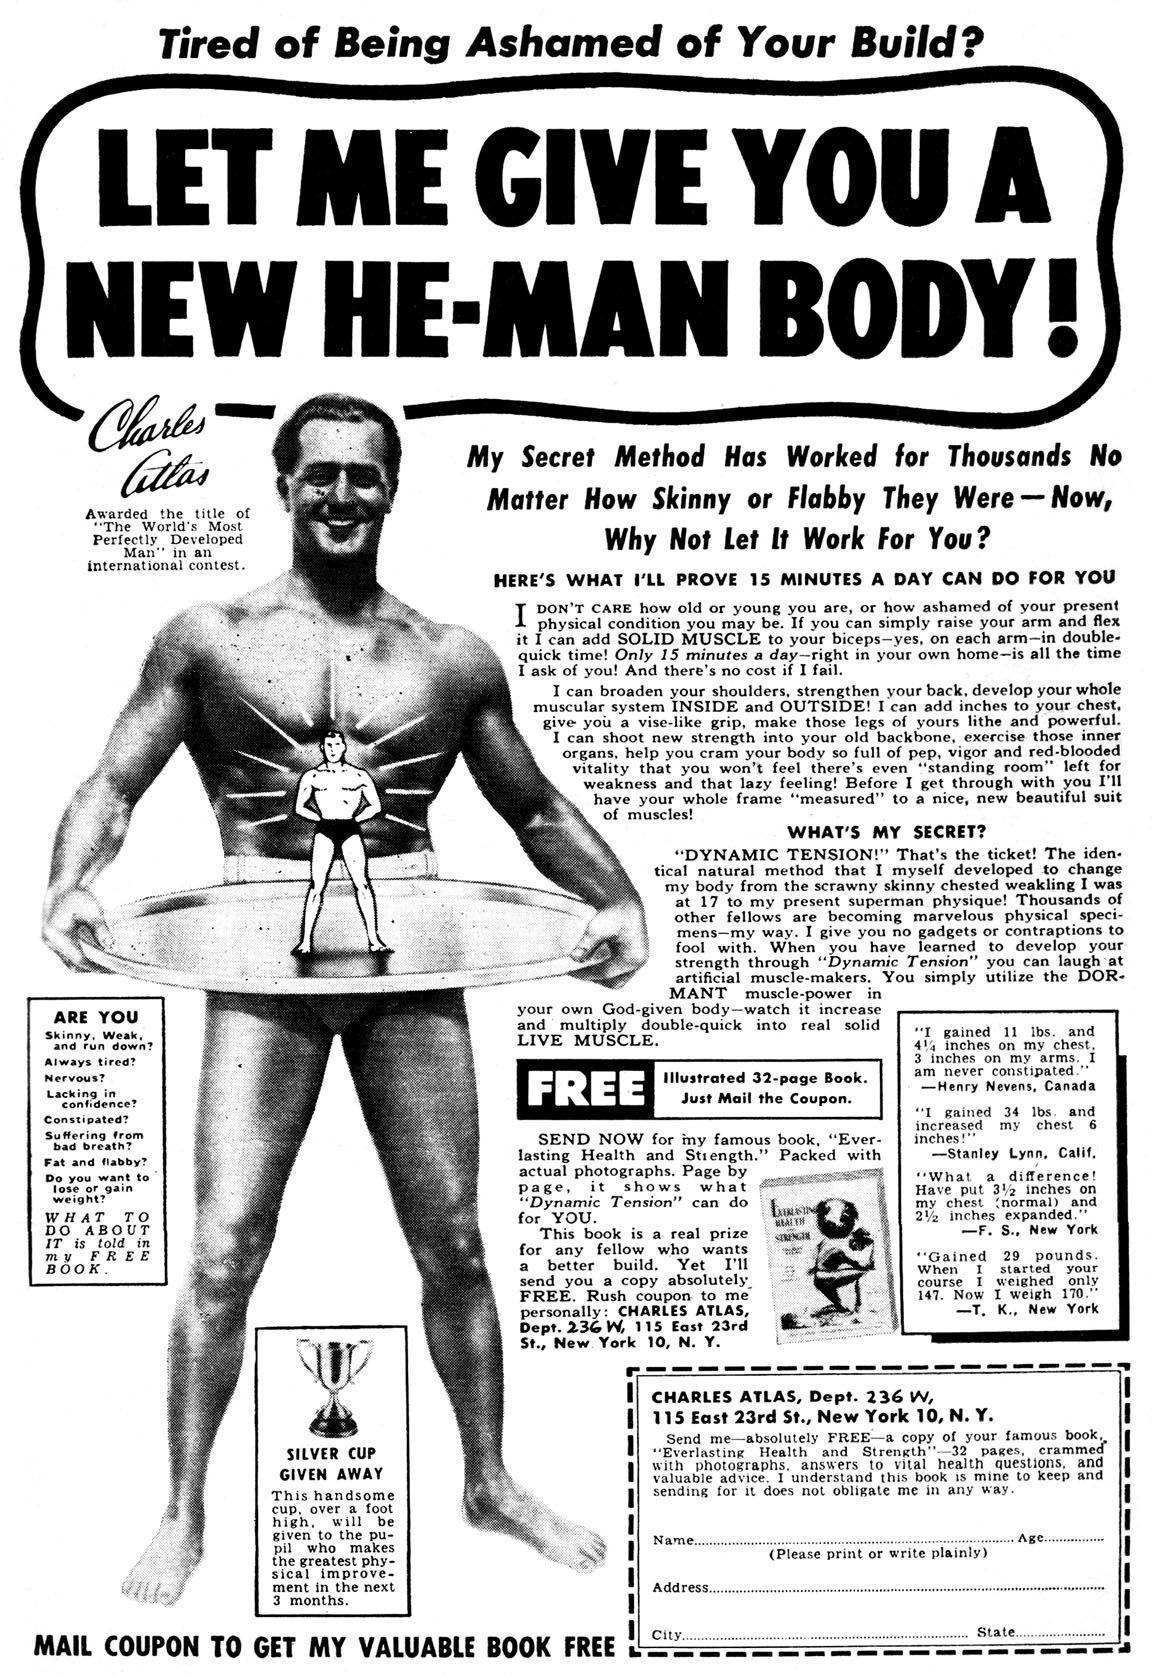 Tired of Being Ashamed of Your Build?
LET ME GIVE YOU A
NEW HE-MAN BODY!
Charles
Atlas
Awarded the title of
"The World's Most
Perfectly Developed
Man" in an
international contest.
My Secret Method Has Worked for Thousands No
Matter How Skinny or Flabby They Were—Now,
Why Not Let It Work For You?
HERE'S WHAT I'LL PROVE 15 MINUTES A DAY CAN DO FOR YOU
I DON'T CARE how old or young you are, or how ashamed of your present
physical condition you may be. If you can simply raise your arm and flex
it I can add SOLID MUSCLE to your biceps—yes, on each arm—in double-
quick time! Only 15 minutes a day—right in your own home—is all the time
I ask of you! And there's no cost if I fail.
I can broaden your shoulders, strengthen your back, develop your whole
muscular system INSIDE and OUTSIDE! I can add inches to your chest,
give you a vise-like grip, make those legs of yours lithe and powerful.
I can shoot new strength into your old backbone, exercise those inner
organs, help you cram your body so full of pep, vigor and red-blooded
vitality that you won't feel there's even "standing room" left for
weakness and that lazy feeling! Before I get through with you I'll
have your whole frame "measured" to a nice, new beautiful suit
of muscles!
WHAT'S MY SECRET?
"DYNAMIC TENSION!" That's the ticket! The iden-
tical natural method that I myself developed to change
my body from the scrawny skinny chested weakling I was
at 17 to my present superman physique! Thousands of
other fellows are becoming marvelous physical speci-
mens—my way. I give you no gadgets or contraptions to
fool with. When you have learned to develop your
strength through "Dynamic Tension" you can laugh at
artificial muscle-makers. You simply utilize the DOR-
MANT muscle-power in
your own God-given body—watch it increase
and multiply double-quick into real solid
LIVE MUSCLE.
FREE
Illustrated 32-page Book.
Just Mail the Coupon.
SEND NOW for my famous book, "Ever-
lasting Health and Strength." Packed with
actual photographs. Page by
page, it shows what
"Dynamic Tension" can do
for YOU.
This book is a real prize
for any fellow who wants
a better build. Yet I'll
send you a copy absolutely
FREE. Rush coupon to me
personally: CHARLES ATLAS,
Dept. 236 W, 115 East 23rd
St., New York 10, N. Y.
EVERLASTING
HEALTH
STRENGTH
"I gained 11 lbs. and
4¼ inches on my chest,
3 inches on my arms. I
am never constipated."
—Henry Nevens, Canada
"I gained 34 lbs. and
increased my chest 6
inches!"
—Stanley Lynn, Calif.
"What a difference!
Have put 3½ inches on
my chest (normal) and
2½ inches expanded."
—F. S., New York
"Gained 29 pounds.
When I started your
course I weighed only
147. Now I weigh 170."
—T. K., New York
ARE YOU
Skinny, Weak,
and run down?
Always tired?
Nervous?
Lacking in
confidence?
Constipated?
Suffering from
bad breath?
Fat and flabby?
Do you want to
lose or gain
weight?
WHAT TO
DO ABOUT
IT is told in
my FREE
BOOK.
SILVER CUP
GIVEN AWAY
This handsome
cup, over a foot
high, will be
given to the pu-
pil who makes
the greatest phy-
sical improve-
ment in the next
3 months.
MAIL COUPON TO GET MY VALUABLE BOOK FREE
CHARLES ATLAS, Dept. 236 W,
115 East 23rd St., New York 10, N. Y.
Send me—absolutely FREE—a copy of your famous book,
"Everlasting Health and Strength"—32 pages, crammed
with photographs, answers to vital health questions, and
valuable advice. I understand this book is mine to keep and
sending for it does not obligate me in any way.
Name.......... Age..........
(Please print or write plainly)
Address..........
City.......... State..........